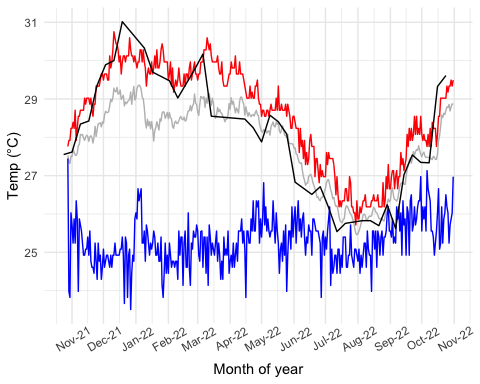 Temp (°C)
31
29
27
25
Nov-21
Dec-21
Jan-22
Feb-22
Mar-22
Apr-22
May-22
Jun-22
Jul-22
Aug-22
Sep-22
Oct-22
Nov-22
Month of year